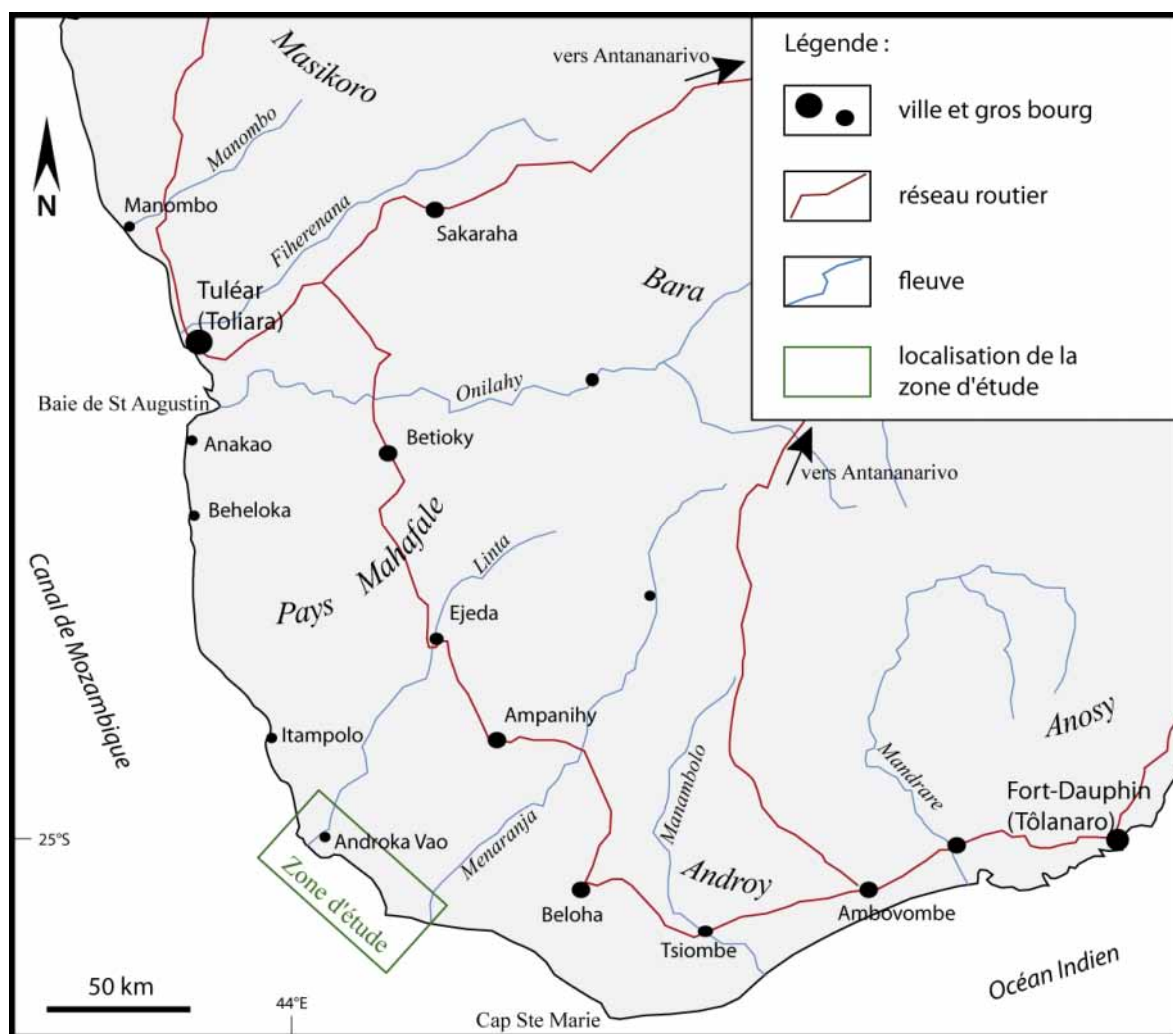 Légende :
ville et gros bourg
réseau routier
fleuve
localisation de la
zone d'étude
vers Antananarivo
Masikoro
Manombo
N
Manombo
Fiherenana
Sakaraha
Tuléar
(Toliara)
Bara
Onilahy
Baie de St Augustin
Anakao
Betioky
vers Antananarivo
Beheloka
Pays Mahafale
Linta
Canal de Mozambique
Ejeda
Ampanihy
Itampolo
Anosy
Manambolo
Mandrare
Fort-Dauphin
(Tôlanaro)
25°S
Androka Vao
Menaranja
Zone d'étude
Androy
Beloha
Ambovombe
Tsiombe
Océan Indien
50 km
44°E
Cap Ste Marie